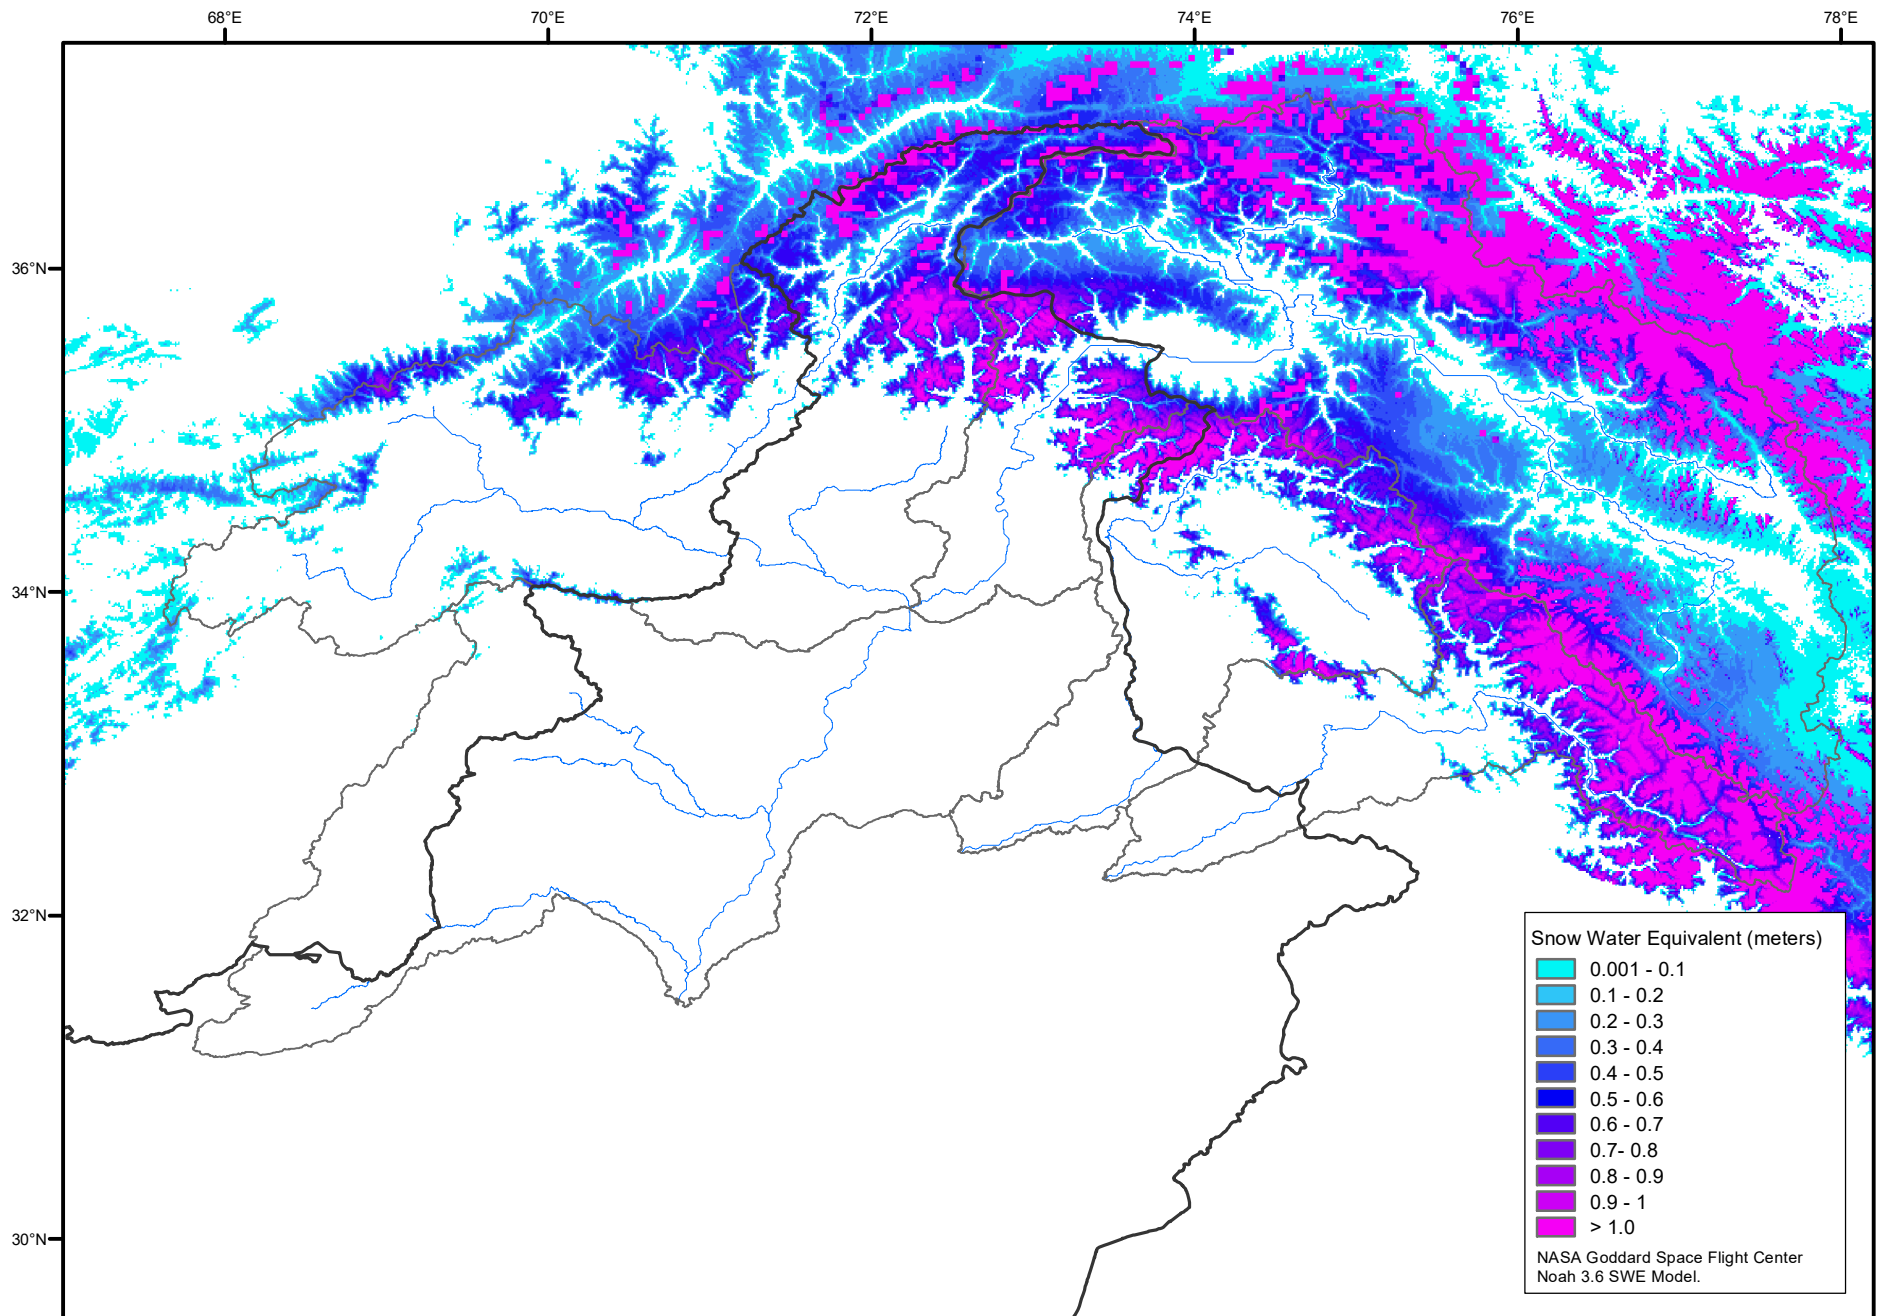 68°E 70°E 72°E 74°E 76°E 78°E
36°N
34°N
32°N
30°N
Snow Water Equivalent (meters)
0.001 - 0.1
0.1 - 0.2
0.2 - 0.3
0.3 - 0.4
0.4 - 0.5
0.5 - 0.6
0.6 - 0.7
0.7- 0.8
0.8 - 0.9
0.9 - 1
> 1.0
NASA Goddard Space Flight Center
Noah 3.6 SWE Model.